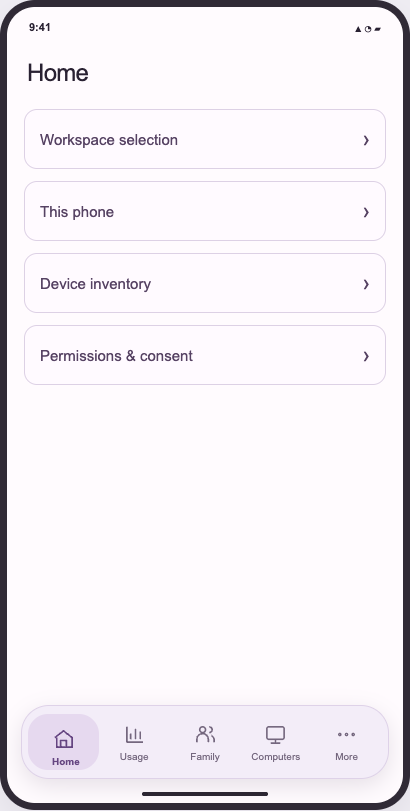 9:41
Home
Workspace selection
This phone
Device inventory
Permissions & consent
Home
Usage
Family
Computers
More